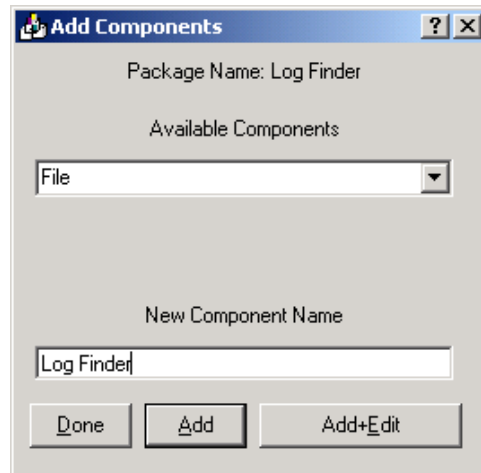 Add Components
Package Name: Log Finder
Available Components
File
New Component Name
Log Finder
Done Add Add+Edit